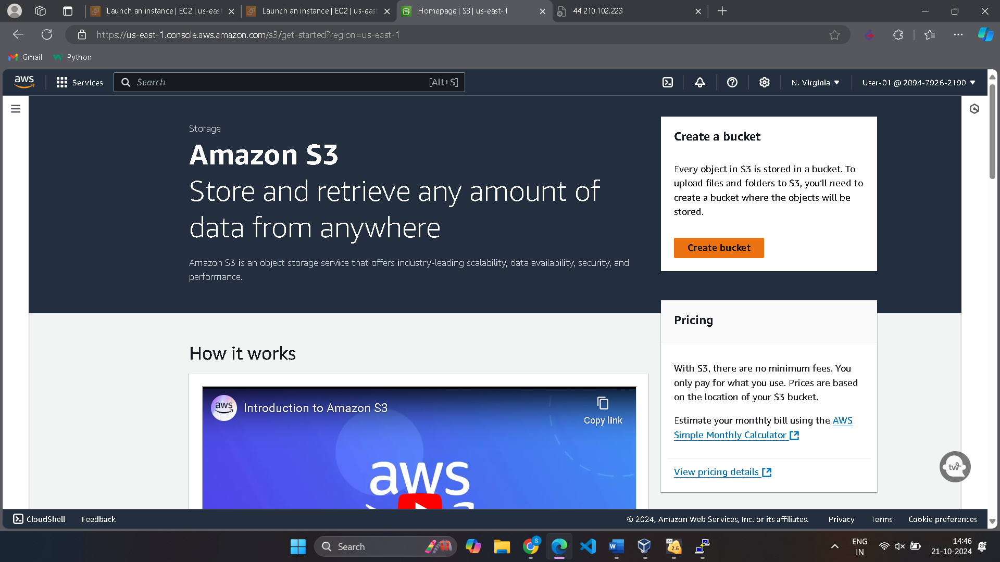 Launch an instance | EC2 | us-east
Launch an instance | EC2 | us-east
Homepage | S3 | us-east-1
44.210.102.223
https://us-east-1.console.aws.amazon.com/s3/get-started?region=us-east-1
Gmail
Python
aws
Services
Search
[Alt+S]
N. Virginia
User-01 @ 2094-7926-2190
Storage
Amazon S3
Store and retrieve any amount of
data from anywhere
Amazon S3 is an object storage service that offers industry-leading scalability, data availability, security, and
performance.
Create a bucket
Every object in S3 is stored in a bucket. To
upload files and folders to S3, you'll need to
create a bucket where the objects will be
stored.
Create bucket
Pricing
With S3, there are no minimum fees. You
only pay for what you use. Prices are based
on the location of your S3 bucket.
Estimate your monthly bill using the AWS
Simple Monthly Calculator
View pricing details
How it works
aws
Introduction to Amazon S3
Copy link
aws
tw
CloudShell
Feedback
© 2024, Amazon Web Services, Inc. or its affiliates.
Privacy
Terms
Cookie preferences
Search
S
W
64
2.6
ENG
IN
14:46
21-10-2024